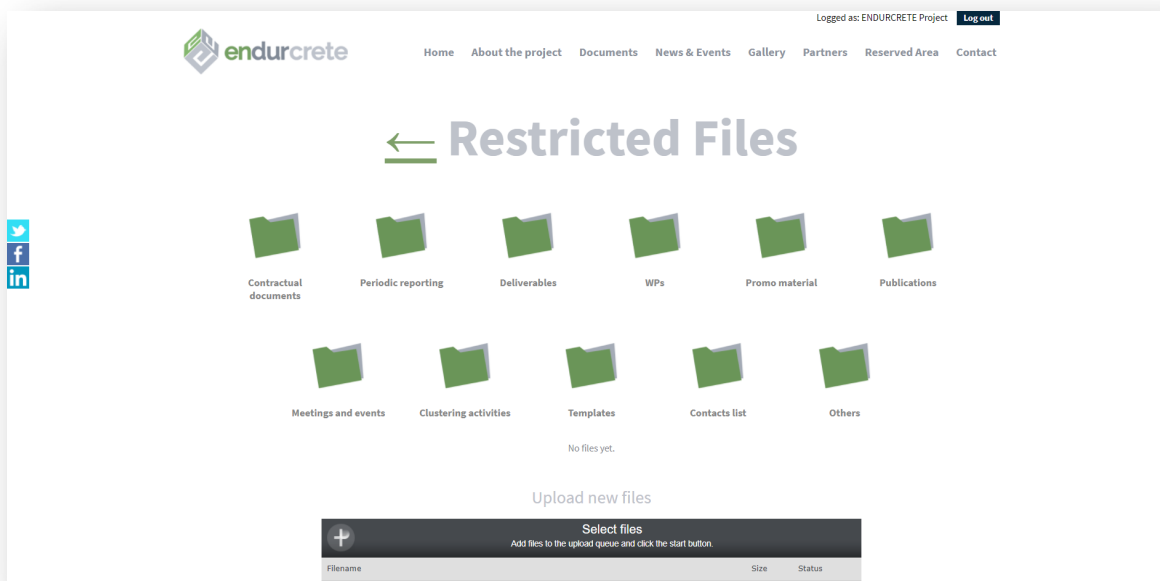 Logged as: ENDURCRETE Project Log out
endurcrete
Home About the project Documents News & Events Gallery Partners Reserved Area Contact
← Restricted Files
Contractual documents
Periodic reporting
Deliverables
WPs
Promo material
Publications
Meetings and events
Clustering activities
Templates
Contacts list
Others
No files yet.
Upload new files
Select files
Add files to the upload queue and click the start button.
Filename Size Status